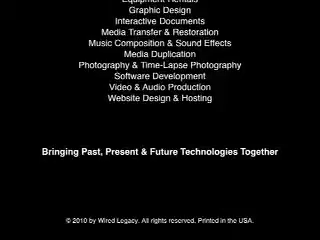 Equipment Rentals
Graphic Design
Interactive Documents
Media Transfer & Restoration
Music Composition & Sound Effects
Media Duplication
Photography & Time-Lapse Photography
Software Development
Video & Audio Production
Website Design & Hosting
Bringing Past, Present & Future Technologies Together
© 2010 by Wired Legacy. All rights reserved. Printed in the USA.